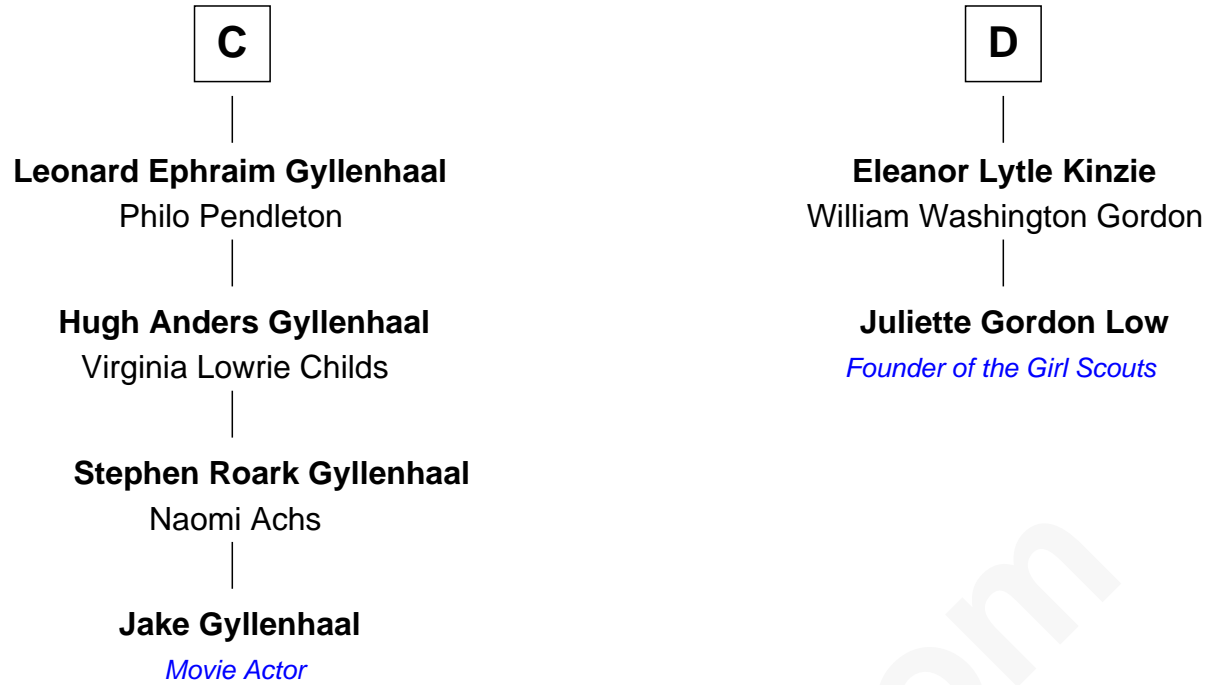 C
Leonard Ephraim Gyllenhaal
Philo Pendleton
Hugh Anders Gyllenhaal
Virginia Lowrie Childs
Stephen Roark Gyllenhaal
Naomi Achs
Jake Gyllenhaal
Movie Actor
D
Eleanor Lytle Kinzie
William Washington Gordon
Juliette Gordon Low
Founder of the Girl Scouts
om